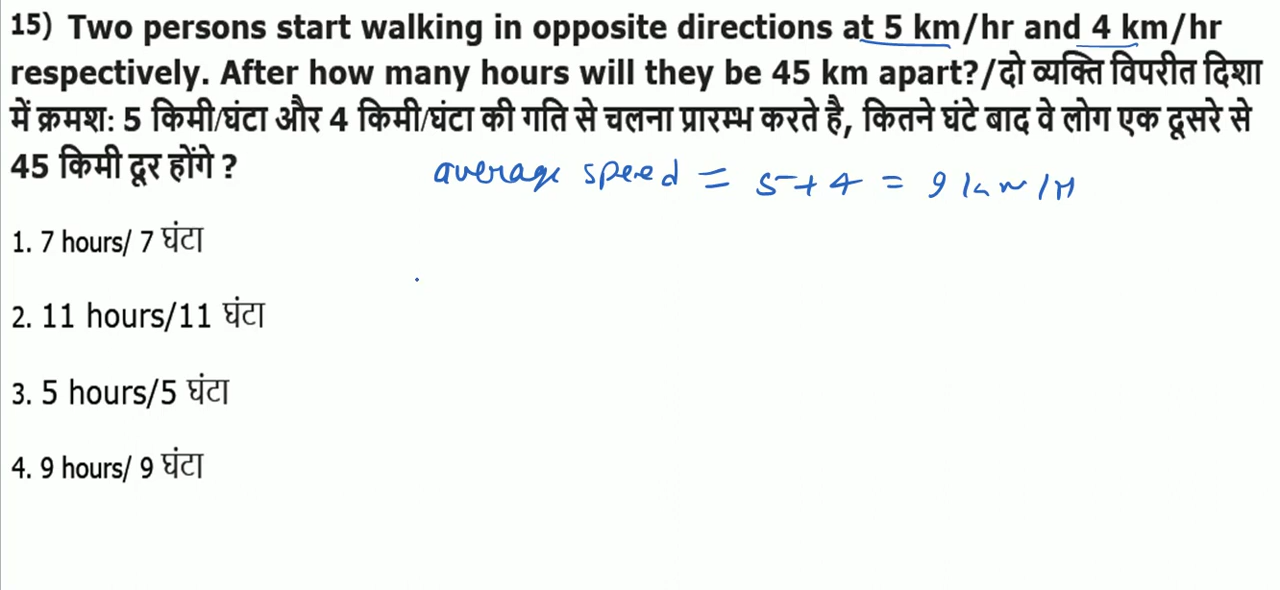 15) Two persons start walking in opposite directions at 5 km/hr and 4 km/hr
respectively. After how many hours will they be 45 km apart?/दो व्यक्ति विपरीत दिशा
में क्रमश: 5 किमी/घंटा और 4 किमी/घंटा की गति से चलना प्रारम्भ करते है, कितने घंटे बाद वे लोग एक दूसरे से
45 किमी दूर होंगे ?
average speed = 5+4 = 9 km/H
1. 7 hours/ 7 घंटा
2. 11 hours/11 घंटा
3. 5 hours/5 घंटा
4. 9 hours/ 9 घंटा